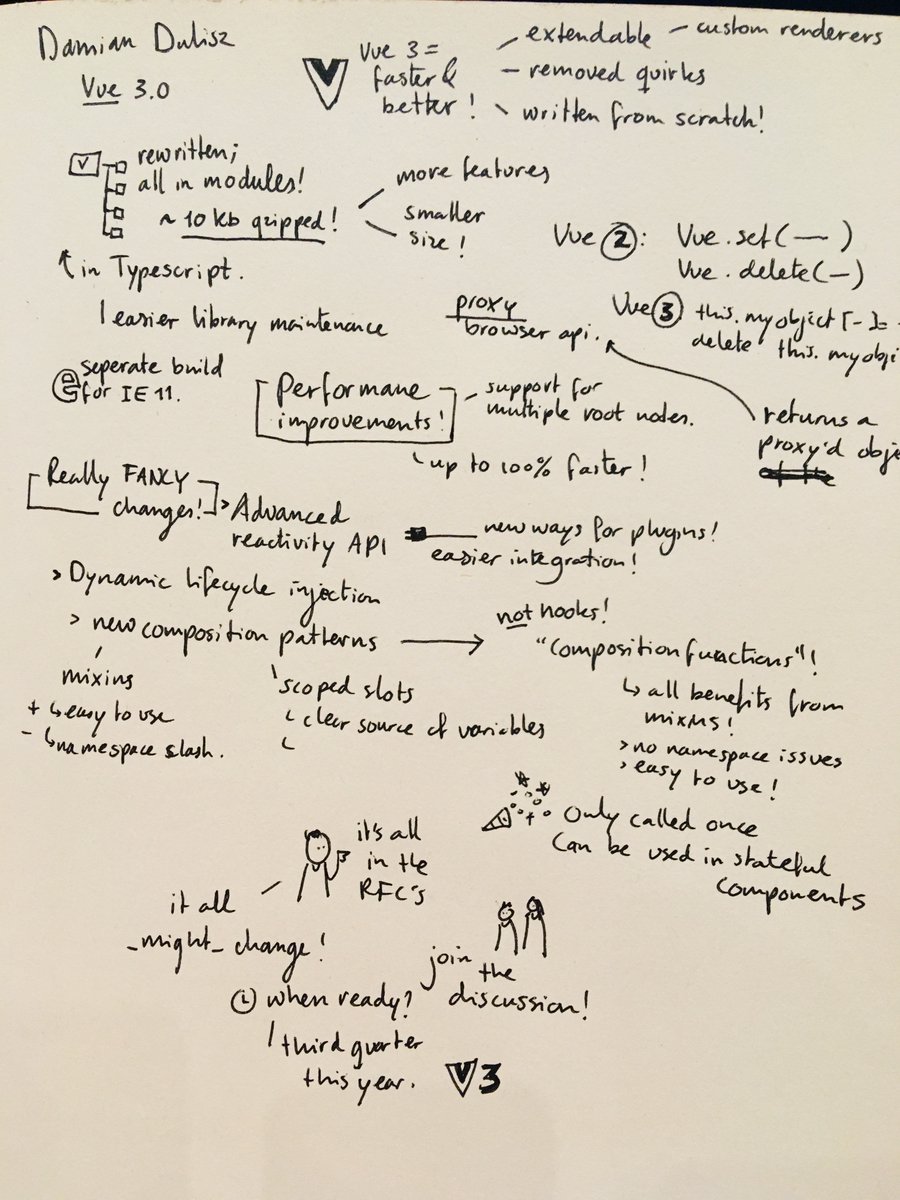 Damian Dulisz
Vue 3.0
Vue 3 =
faster &
better!
extendable - custom renderers
- removed quirks
written from scratch!
rewritten;
all in modules!
~ 10 kb gzipped!
more features
smaller
size!
in Typescript.
easier library maintenance
Vue 2: Vue.set(— )
Vue.delete(—)
Vue 3 this.myobject [-]= -
delete this.myobj
proxy
browser api.
returns a
proxy'd obje
seperate build
for IE 11.
Performane
improvements!
support for
multiple root nodes.
up to 100% faster!
Really FANCY
changes!
> Advanced
reactivity API
new ways for plugins!
easier integration!
> Dynamic lifecycle injection
> new composition patterns
mixins
+ ↳ easy to use
- ↳ namespace slash.
scoped slots
clear source of variables
not hooks!
"Composition functions"!
↳ all benefits from
mixins!
> no namespace issues
> easy to use!
Only called once
Can be used in stateful
components
it's all
in the
RFC's
it all
_might_ change!
join
the
discussion!
when ready?
third quarter
this year.
V3